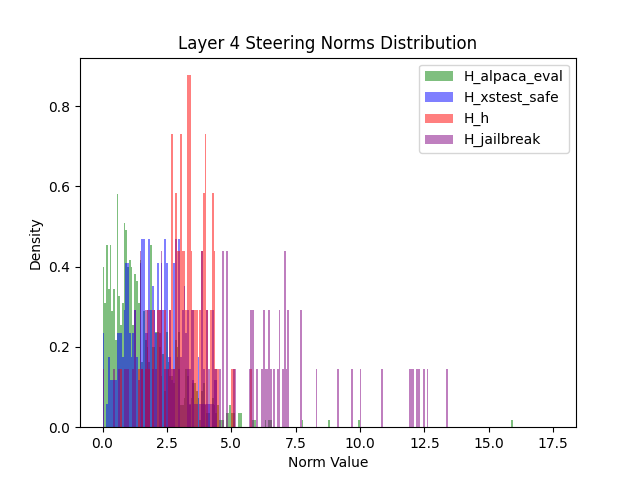 Layer 4 Steering Norms Distribution
H_alpaca_eval
H_xstest_safe
H_h
H_jailbreak
Density
0.8
0.6
0.4
0.2
0.0
0.0 2.5 5.0 7.5 10.0 12.5 15.0 17.5
Norm Value